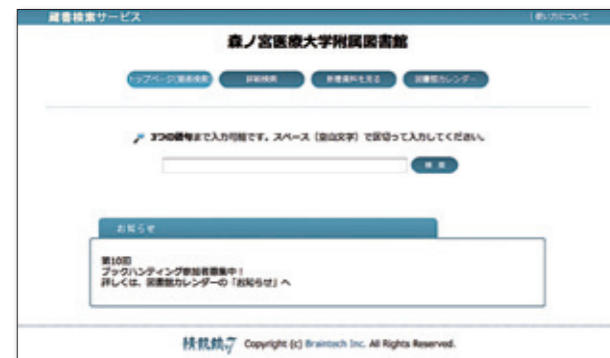 蔵書検索サービス
使い方について
森ノ宮医療大学附属図書館
トップページ(簡易検索)
詳細検索
新着資料を見る
図書館カレンダー
3つの語句まで入力可能です。スペース（空白文字）で区切って入力してください。
検 索
お知らせ
第10回
ブックハンティング参加者募集中！
詳しくは、図書館カレンダーの「お知らせ」へ
Copyright (c) Braintech Inc. All Rights Reserved.